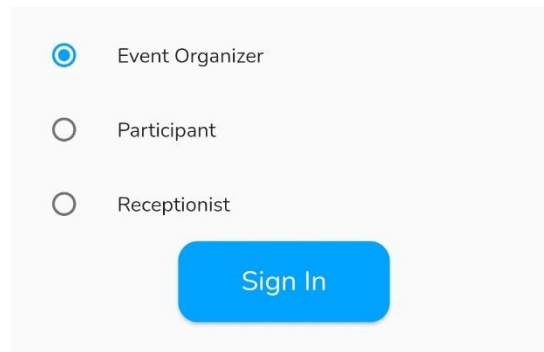 Event Organizer
Participant
Receptionist
Sign In